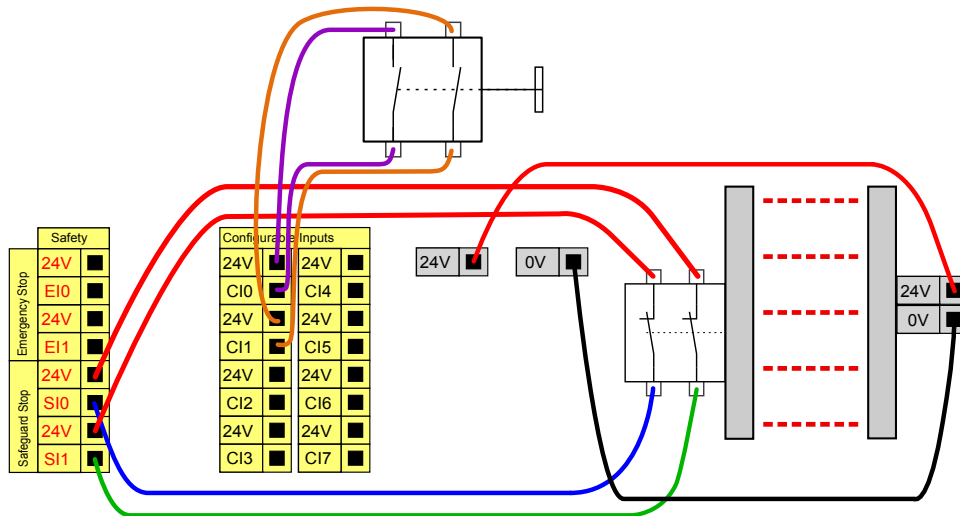 Safety
Emergency Stop
24V
EI0
24V
EI1
Safeguard Stop
24V
SI0
24V
SI1
Configurable Inputs
24V 24V
CI0 CI4
24V 24V
CI1 CI5
24V 24V
CI2 CI6
24V 24V
CI3 CI7
24V
0V
24V
0V